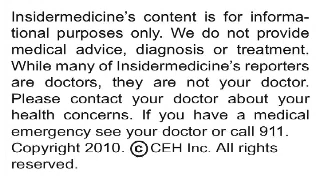 Insidermedicine's content is for informa-
tional purposes only. We do not provide
medical advice, diagnosis or treatment.
While many of Insidermedicine's reporters
are doctors, they are not your doctor.
Please contact your doctor about your
health concerns. If you have a medical
emergency see your doctor or call 911.
Copyright 2010. © CEH Inc. All rights
reserved.